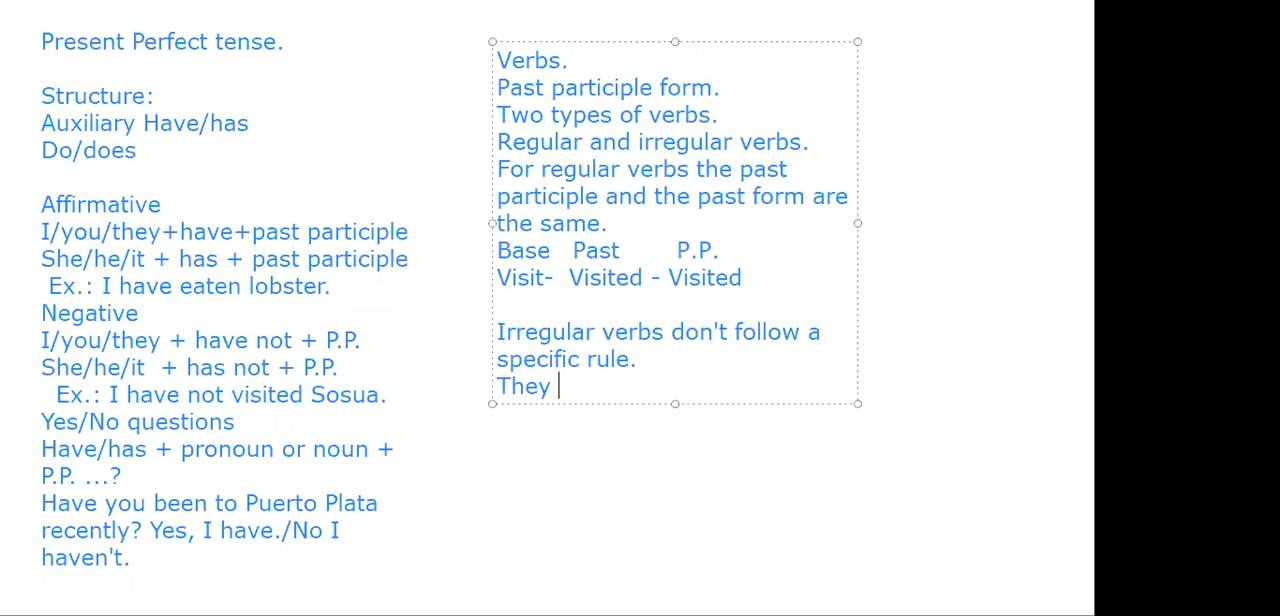 Present Perfect tense.
Structure:
Auxiliary Have/has
Do/does
Affirmative
I/you/they+have+past participle
She/he/it + has + past participle
Ex.: I have eaten lobster.
Negative
I/you/they + have not + P.P.
She/he/it + has not + P.P.
Ex.: I have not visited Sosua.
Yes/No questions
Have/has + pronoun or noun +
P.P. ...?
Have you been to Puerto Plata
recently? Yes, I have./No I
haven't.
Verbs.
Past participle form.
Two types of verbs.
Regular and irregular verbs.
For regular verbs the past
participle and the past form are
the same.
Base Past P.P.
Visit- Visited - Visited
Irregular verbs don't follow a
specific rule.
They